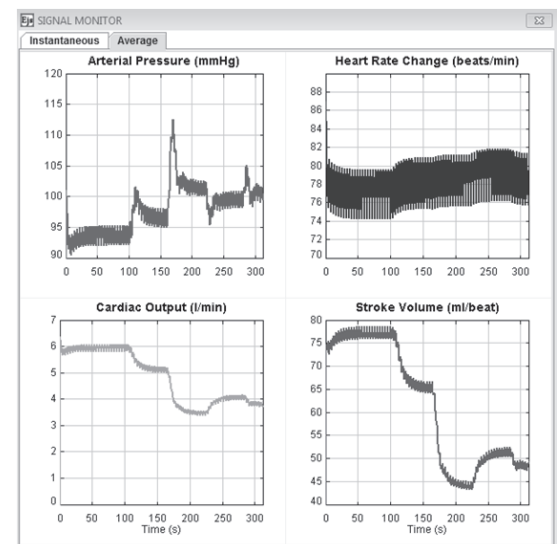 Ejs SIGNAL MONITOR
Instantaneous Average
Arterial Pressure (mmHg)
120
115
110
105
100
95
90
0 50 100 150 200 250 300
Heart Rate Change (beats/min)
88
86
84
82
80
78
76
74
72
70
0 50 100 150 200 250 300
Cardiac Output (l/min)
7
6
5
4
3
2
1
0
0 50 100 150 200 250 300
Time (s)
Stroke Volume (ml/beat)
80
75
70
65
60
55
50
45
40
0 50 100 150 200 250 300
Time (s)